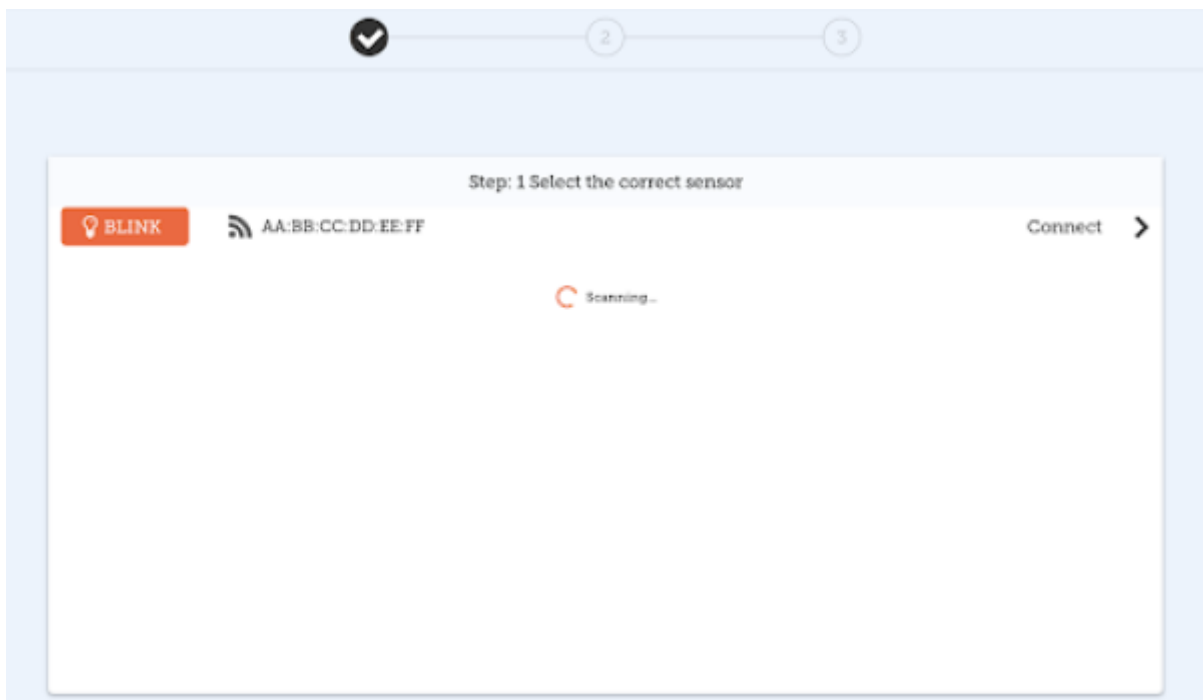 2 3
Step: 1 Select the correct sensor
BLINK AA:BB:CC:DD:EE:FF Connect
Scanning...